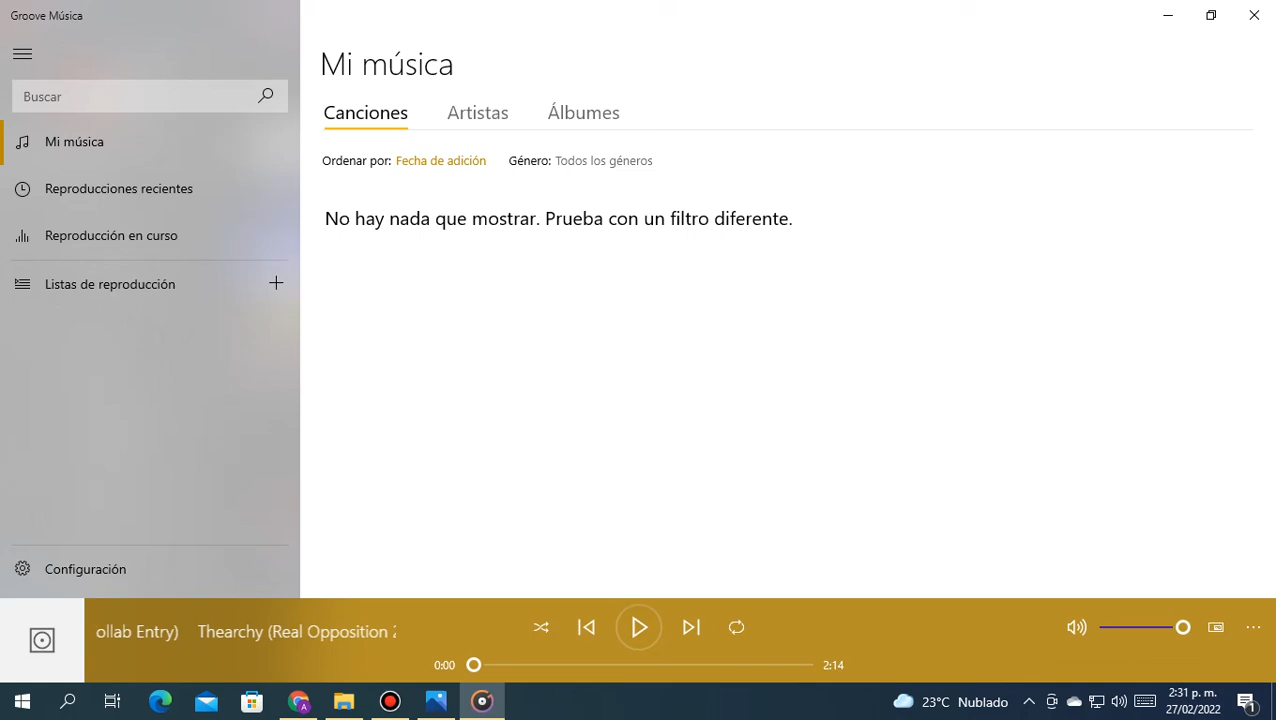 Groove Música
Buscar
Mi música
Reproducciones recientes
Reproducción en curso
Listas de reproducción
Configuración
Mi música
Canciones Artistas Álbumes
Ordenar por: Fecha de adición Género: Todos los géneros
No hay nada que mostrar. Prueba con un filtro diferente.
ollab Entry) Thearchy (Real Opposition 2
0:00 2:14
A
23°C Nublado
2:31 p. m.
27/02/2022
1